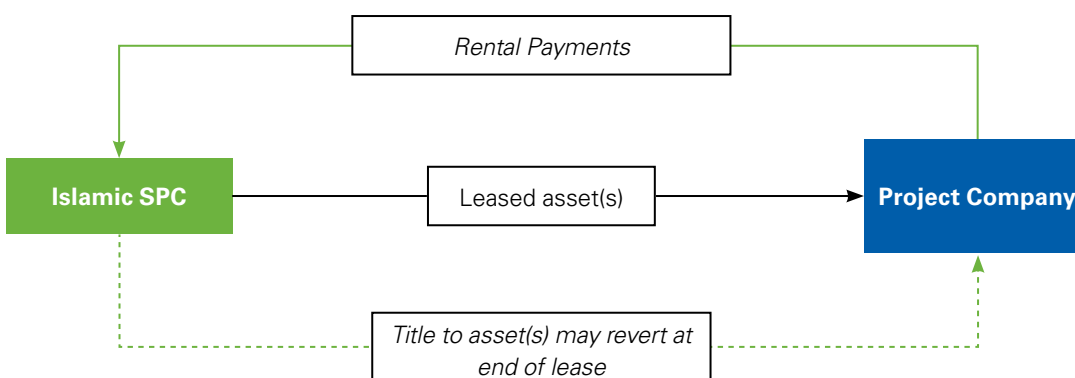 Rental Payments
Islamic SPC
Leased asset(s)
Project Company
Title to asset(s) may revert at
end of lease